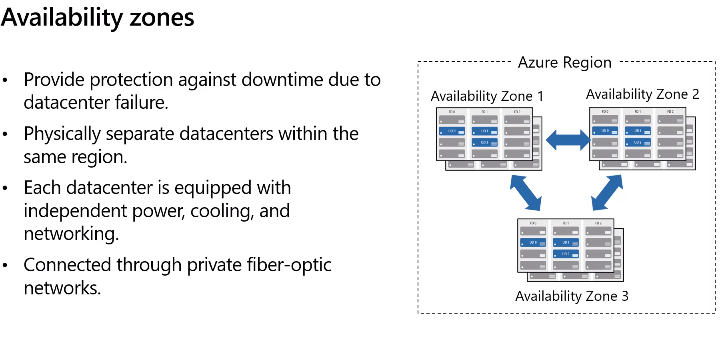 Availability zones
• Provide protection against downtime due to
datacenter failure.
• Physically separate datacenters within the
same region.
• Each datacenter is equipped with
independent power, cooling, and
networking.
• Connected through private fiber-optic
networks.
Azure Region
Availability Zone 1
Availability Zone 2
Availability Zone 3